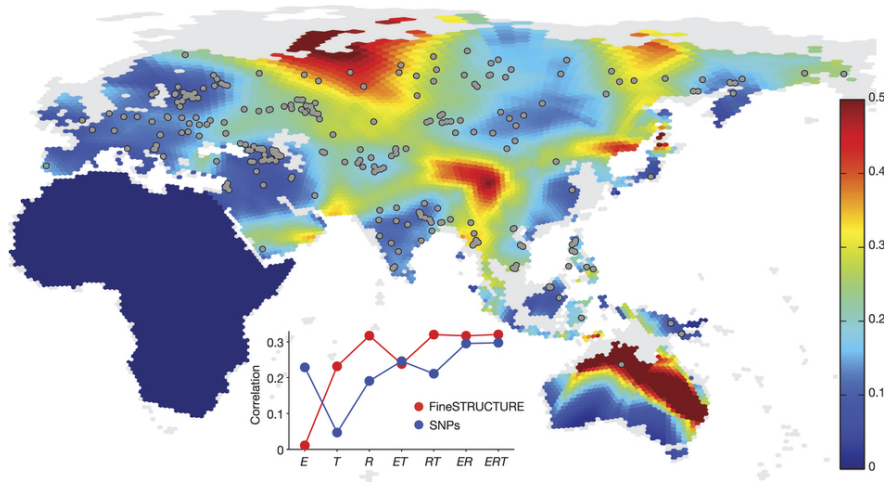 0.5
0.4
0.3
0.2
0.1
0
Correlation
0.3
0.2
0.1
0
FineSTRUCTURE
SNPs
E T R ET RT ER ERT